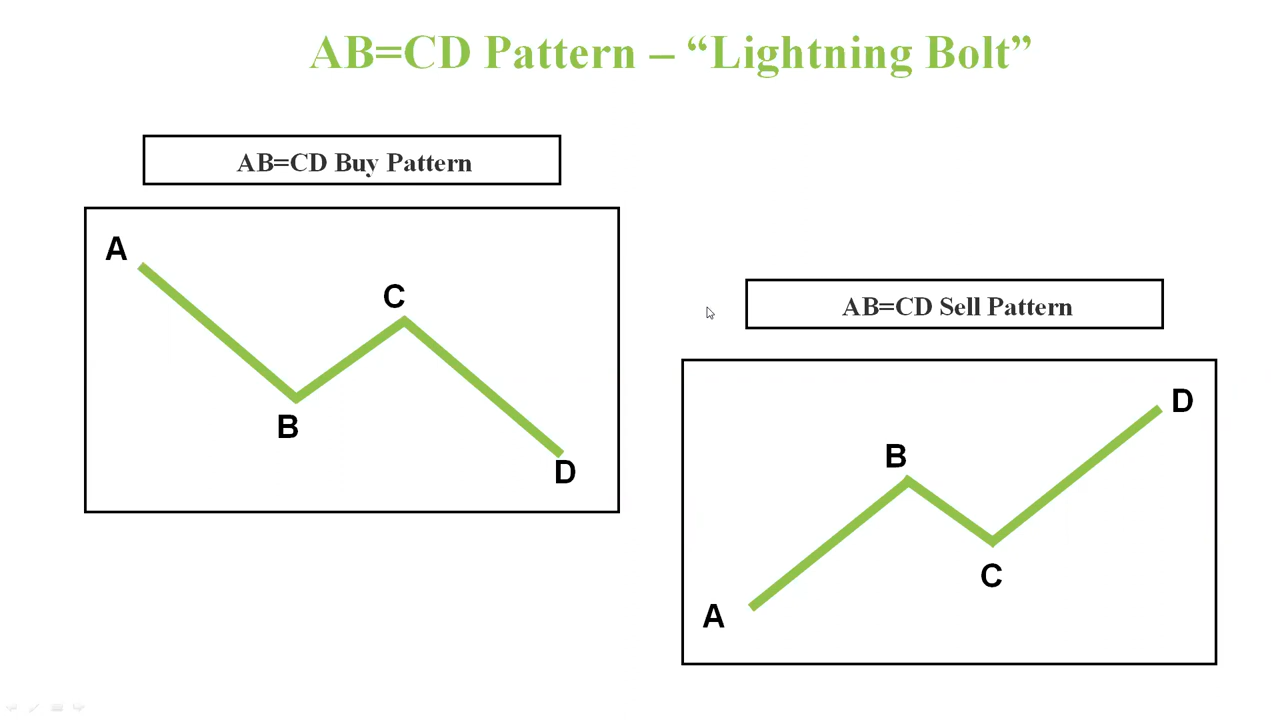 AB=CD Pattern – “Lightning Bolt”
AB=CD Buy Pattern
A
C
B
D
AB=CD Sell Pattern
D
B
C
A